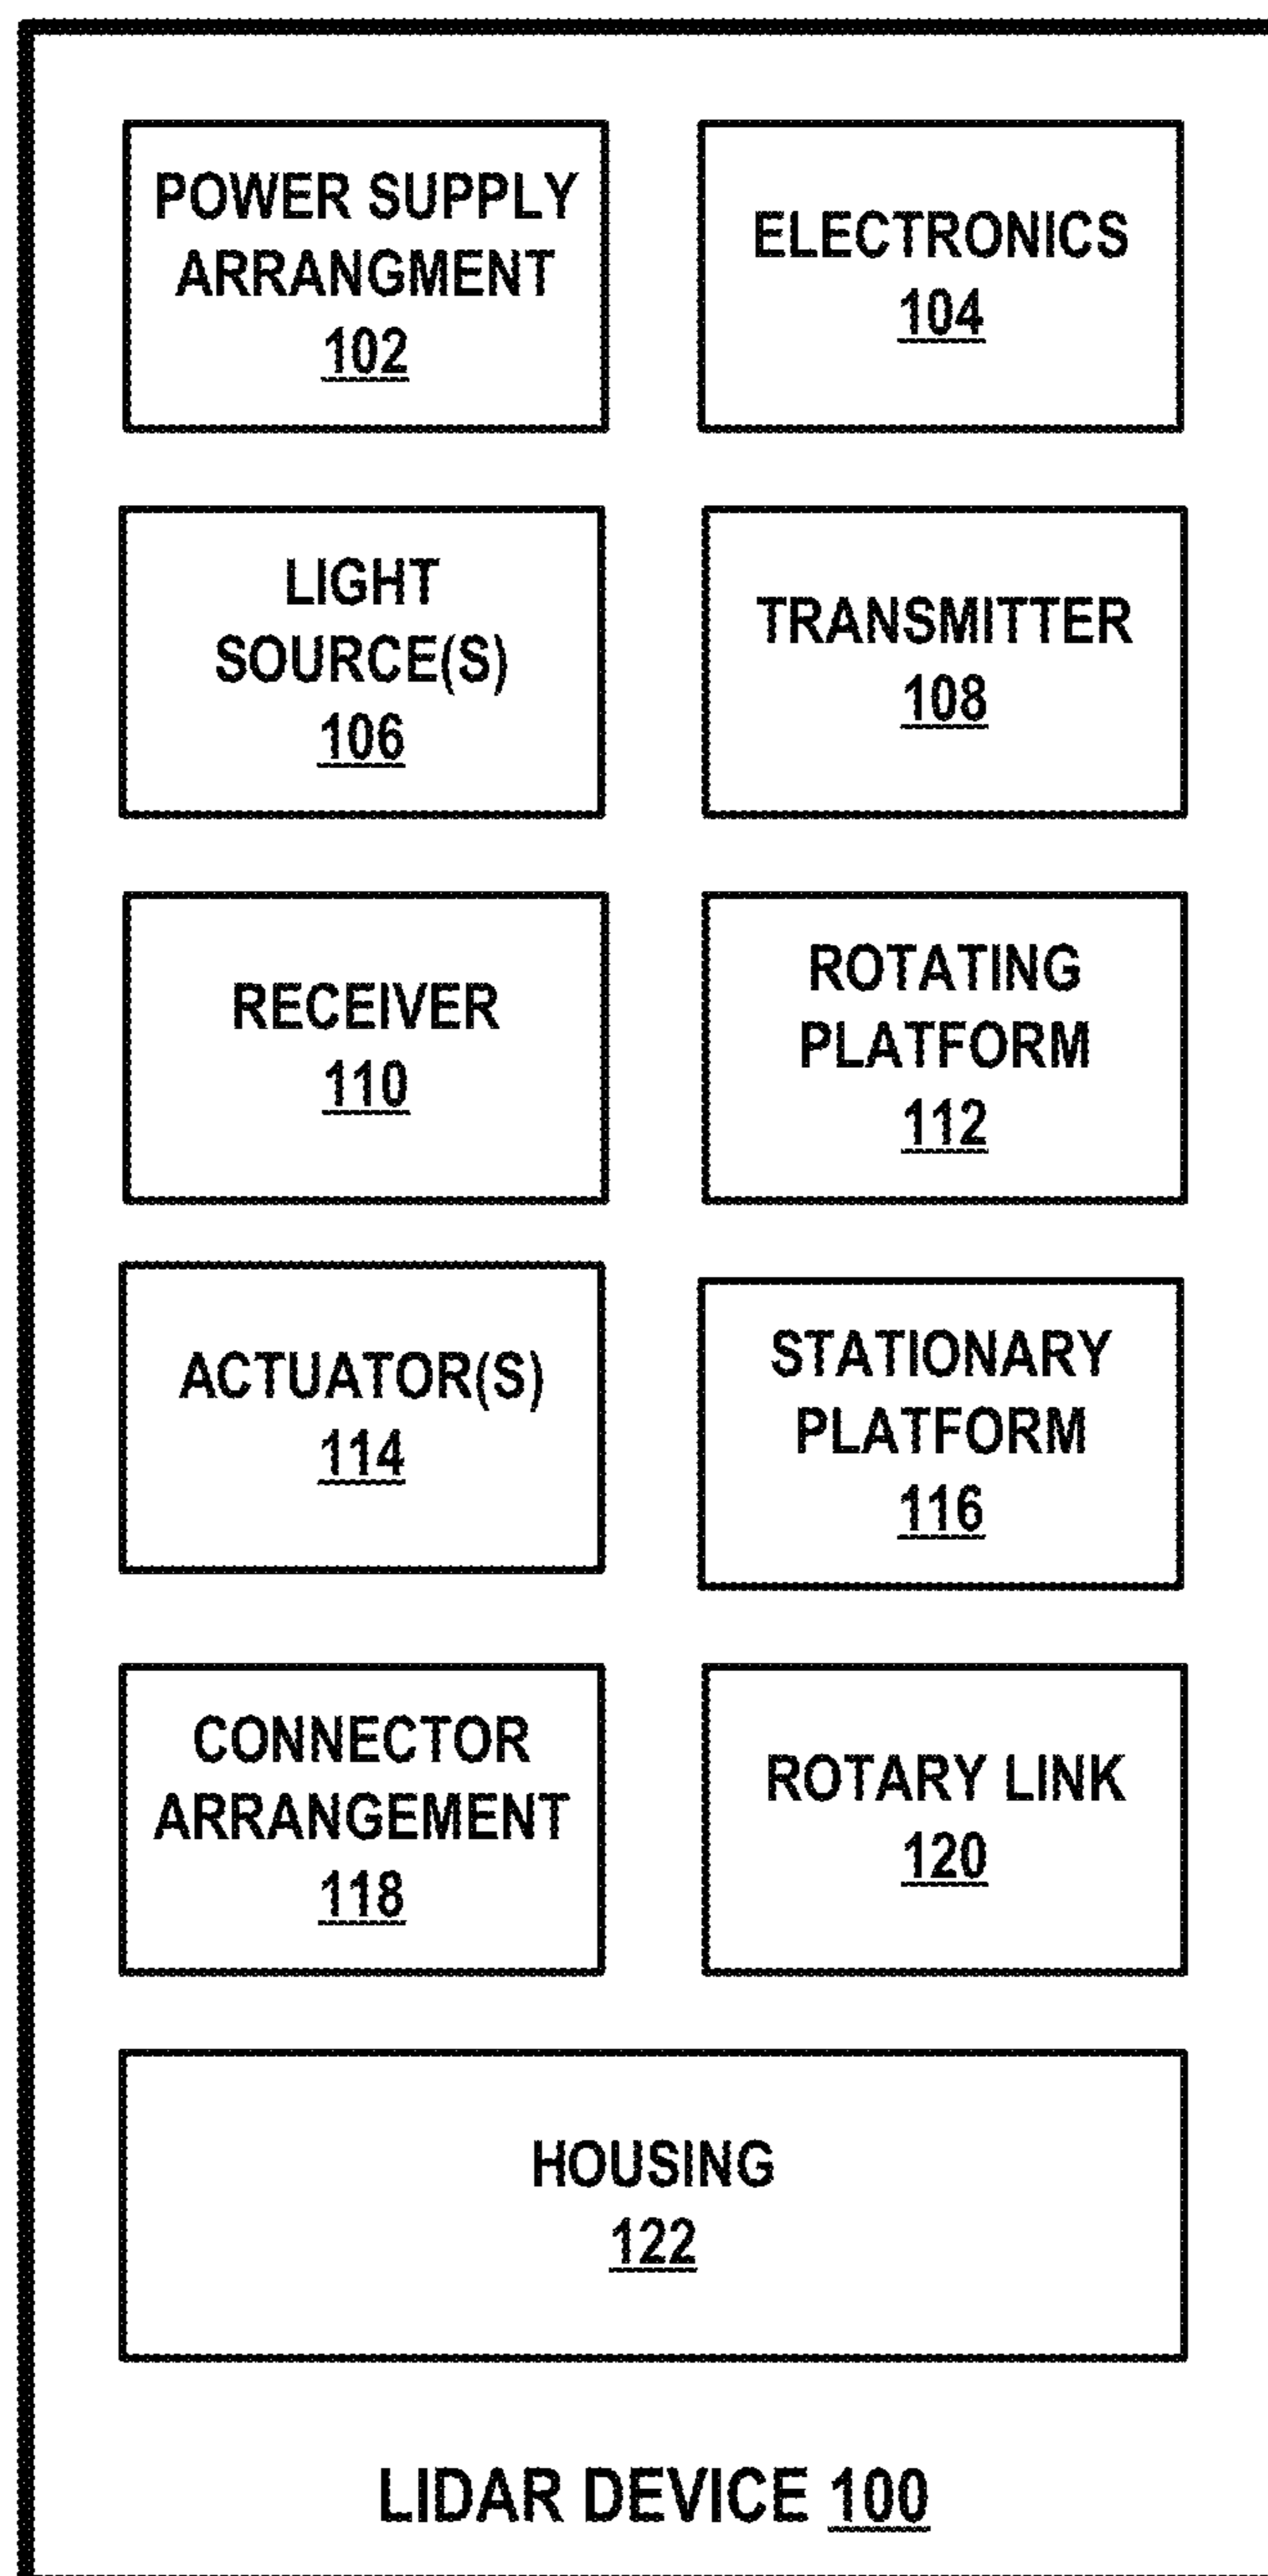 POWER SUPPLY
ARRANGMENT
102
ELECTRONICS
104
LIGHT
SOURCE(S)
106
TRANSMITTER
108
RECEIVER
110
ROTATING
PLATFORM
112
ACTUATOR(S)
114
STATIONARY
PLATFORM
116
CONNECTOR
ARRANGEMENT
118
ROTARY LINK
120
HOUSING
122
LIDAR DEVICE 100